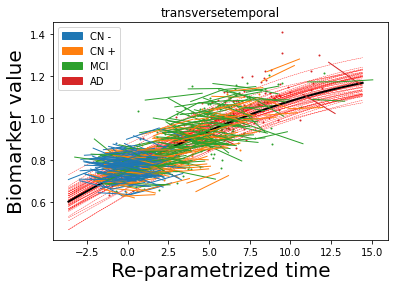 transversetemporal
CN -
CN +
MCI
AD
1.4
1.2
1.0
0.8
0.6
Biomarker value
−2.5 0.0 2.5 5.0 7.5 10.0 12.5 15.0
Re-parametrized time